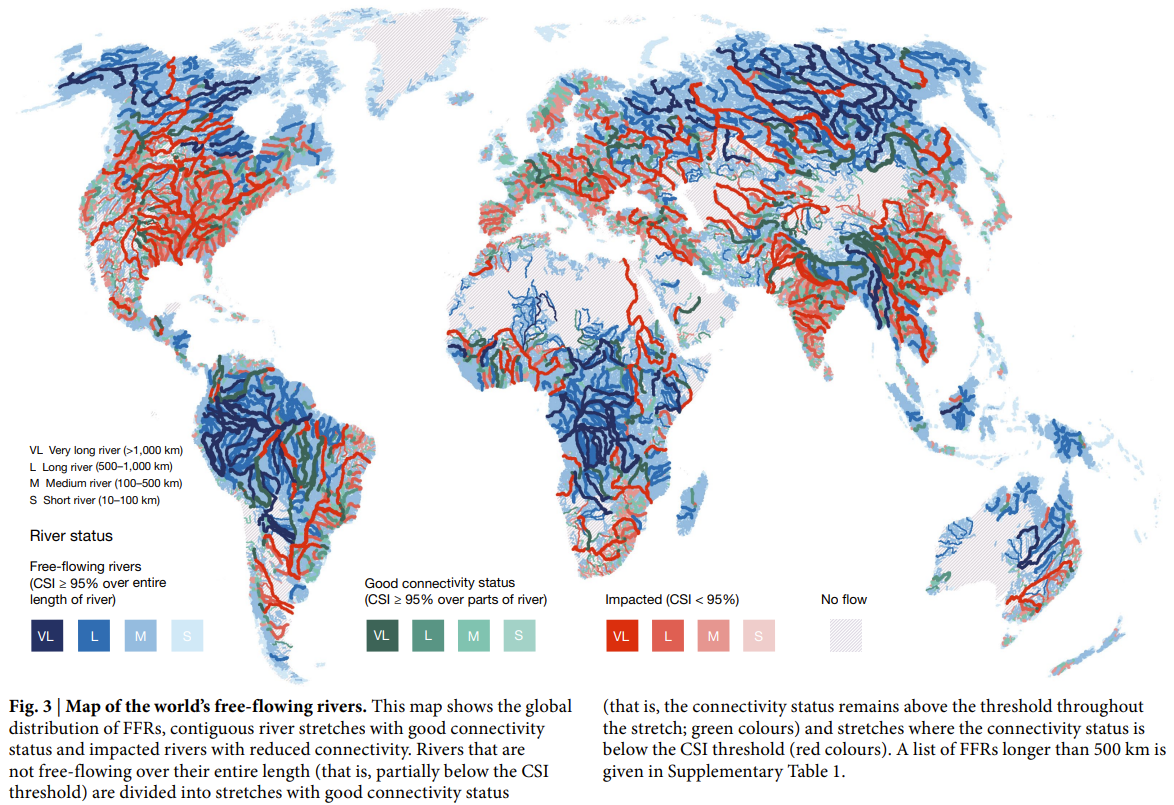 VL Very long river (>1,000 km)
L Long river (500–1,000 km)
M Medium river (100–500 km)
S Short river (10–100 km)
River status
Free-flowing rivers
(CSI ≥ 95% over entire
length of river)
VL L M S
Good connectivity status
(CSI ≥ 95% over parts of river)
VL L M S
Impacted (CSI < 95%)
VL L M S
No flow
Fig. 3 | Map of the world’s free-flowing rivers. This map shows the global
distribution of FFRs, contiguous river stretches with good connectivity
status and impacted rivers with reduced connectivity. Rivers that are
not free-flowing over their entire length (that is, partially below the CSI
threshold) are divided into stretches with good connectivity status
(that is, the connectivity status remains above the threshold throughout
the stretch; green colours) and stretches where the connectivity status is
below the CSI threshold (red colours). A list of FFRs longer than 500 km is
given in Supplementary Table 1.